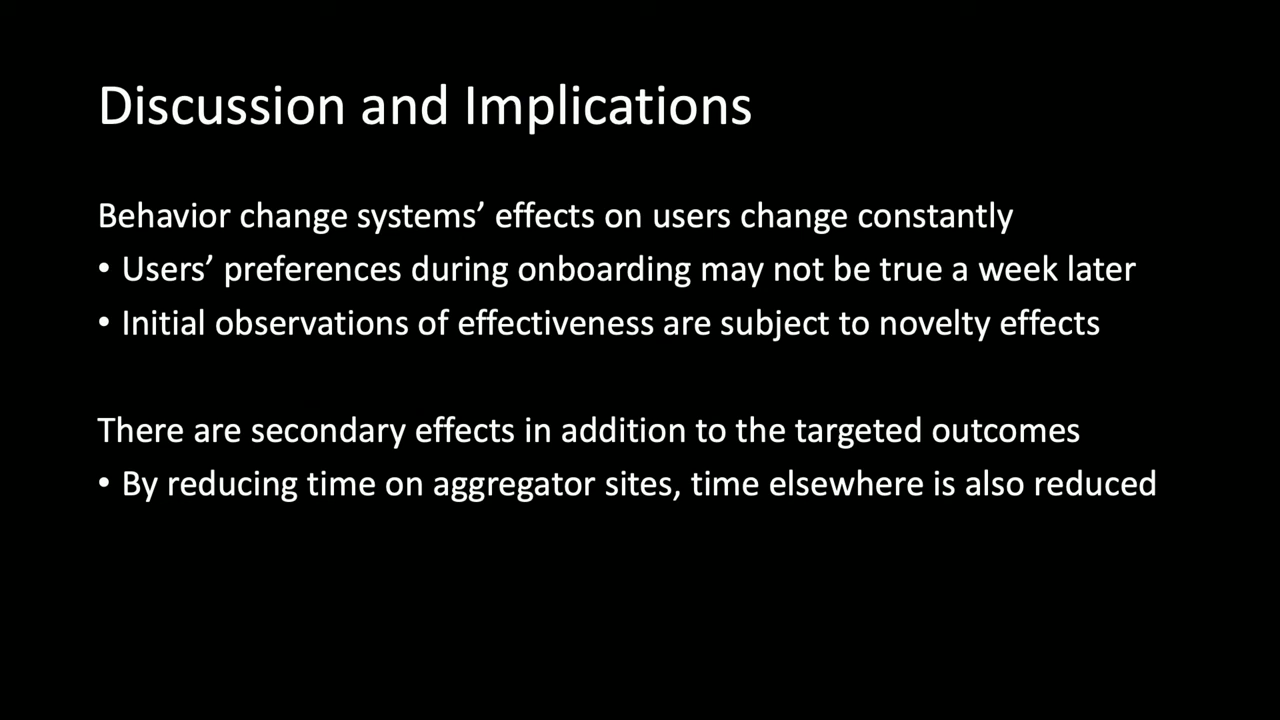 Discussion and Implications
Behavior change systems’ effects on users change constantly
• Users’ preferences during onboarding may not be true a week later
• Initial observations of effectiveness are subject to novelty effects
There are secondary effects in addition to the targeted outcomes
• By reducing time on aggregator sites, time elsewhere is also reduced